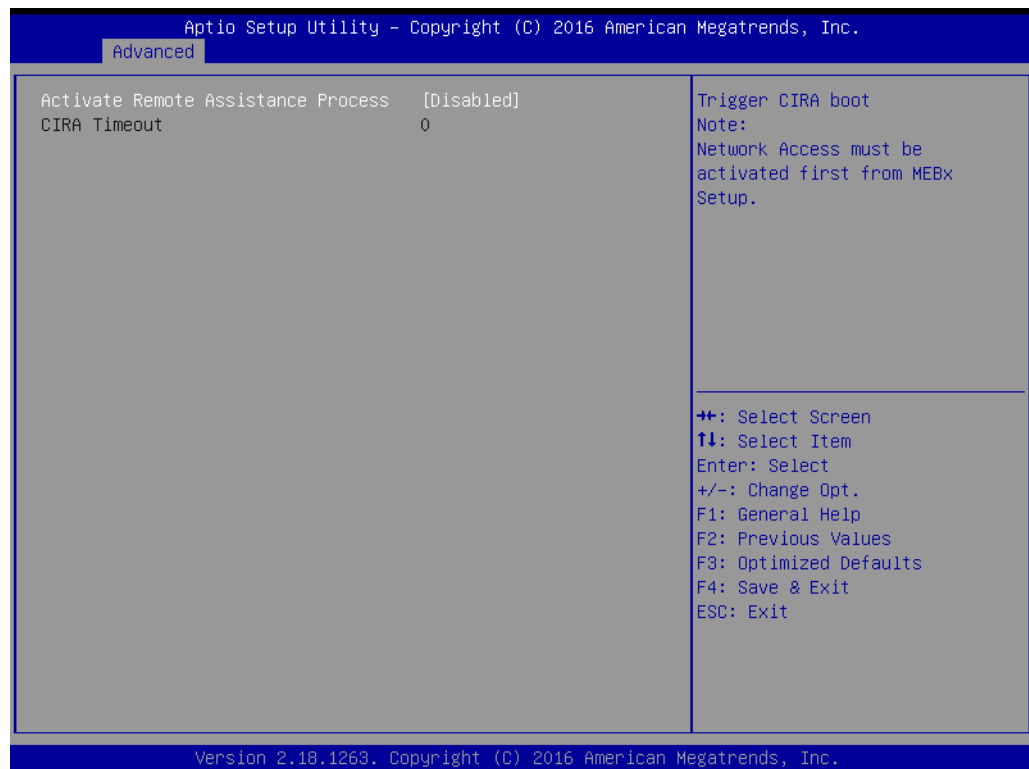 Aptio Setup Utility – Copyright (C) 2016 American Megatrends, Inc.
Advanced
Activate Remote Assistance Process [Disabled]
CIRA Timeout 0
Trigger CIRA boot
Note:
Network Access must be
activated first from MEBx
Setup.
→←: Select Screen
↑↓: Select Item
Enter: Select
+/-: Change Opt.
F1: General Help
F2: Previous Values
F3: Optimized Defaults
F4: Save & Exit
ESC: Exit
Version 2.18.1263. Copyright (C) 2016 American Megatrends, Inc.